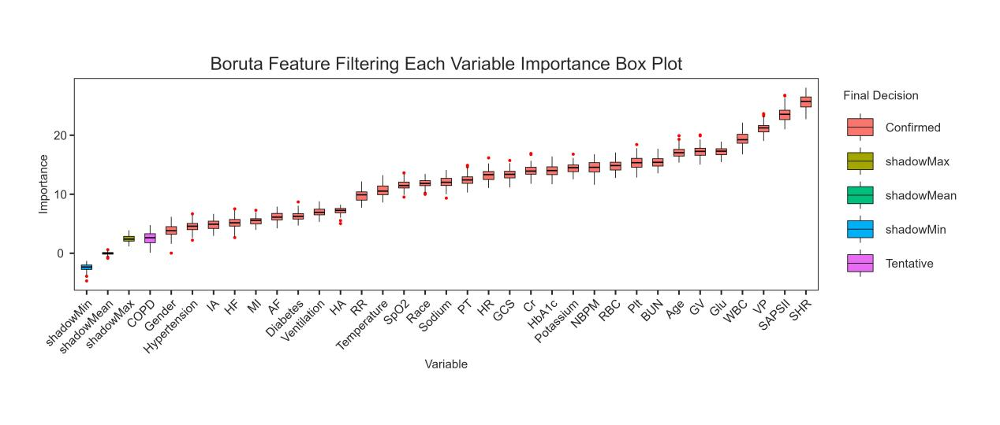 Boruta Feature Filtering Each Variable Importance Box Plot
Importance
20
10
0
shadowMin
shadowMean
shadowMax
COPD
Gender
Hypertension
IA
HF
MI
AF
Diabetes
Ventilation
HA
RR
Temperature
SpO2
Race
Sodium
PT
HR
GCS
Cr
HbA1c
Potassium
NBPM
RBC
Plt
BUN
Age
GV
Glu
WBC
VP
SAPSII
SHR
Variable
Final Decision
Confirmed
shadowMax
shadowMean
shadowMin
Tentative